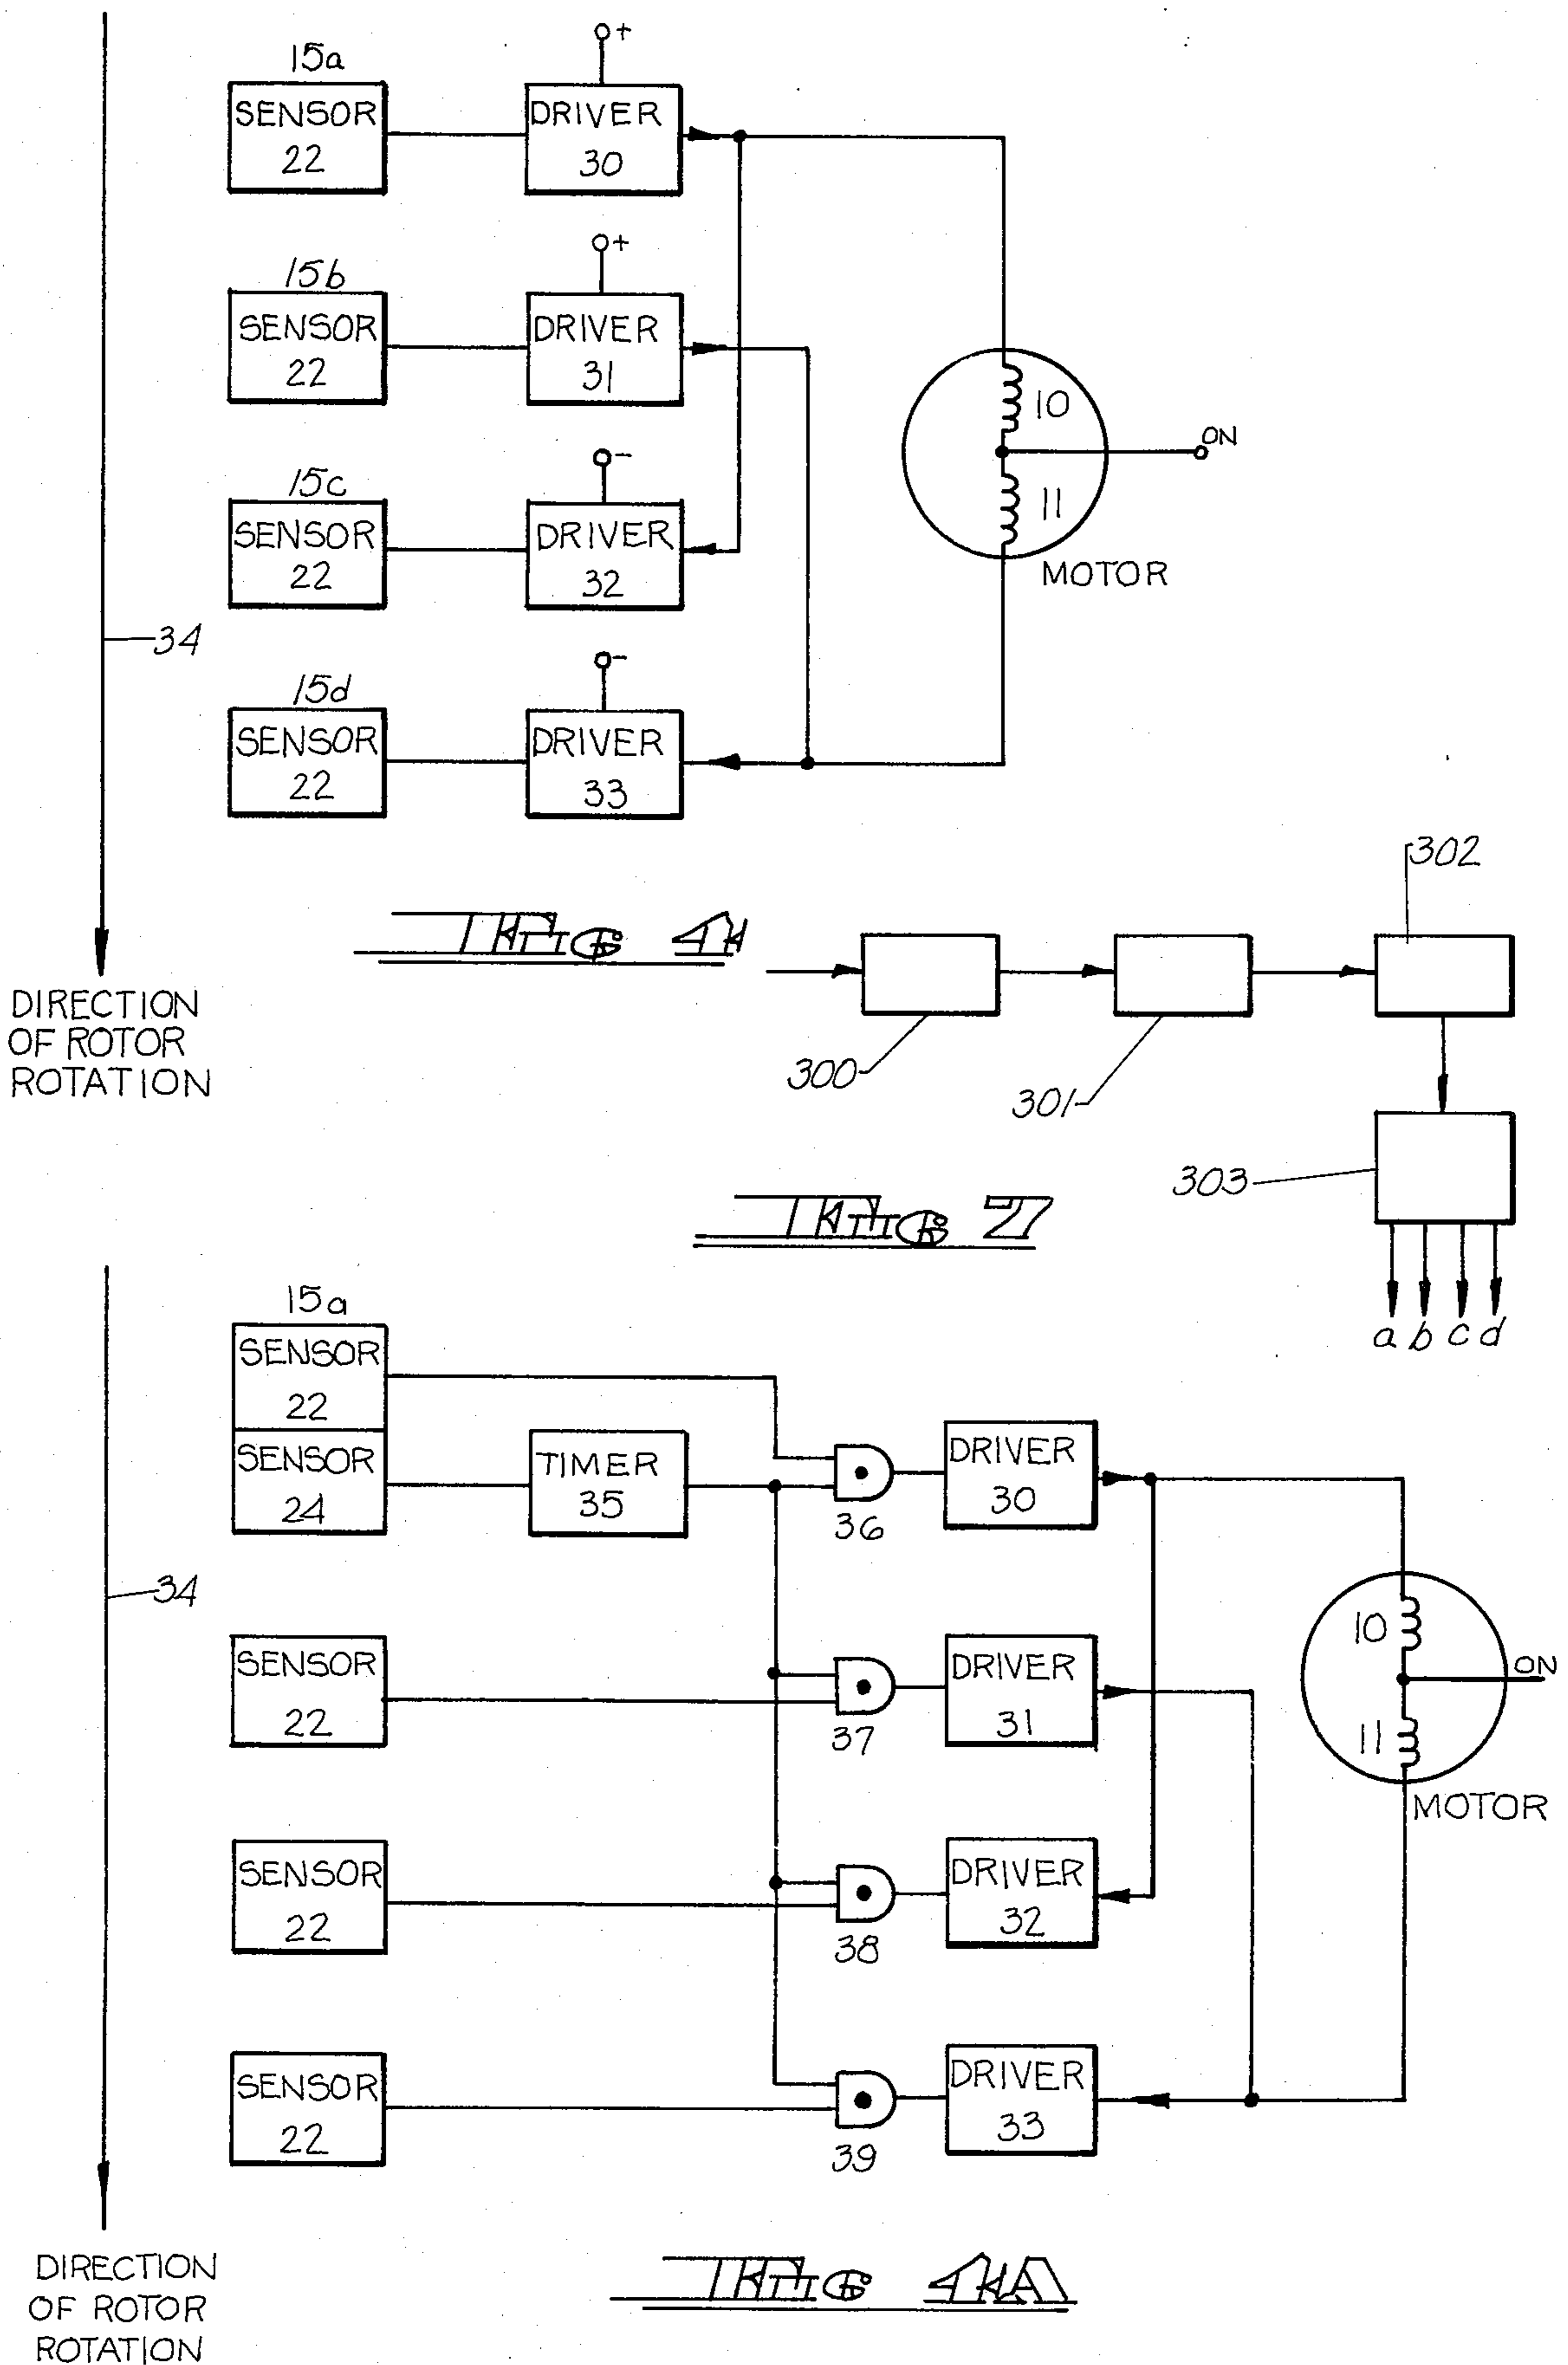 15a
SENSOR
22
+
DRIVER
30
15b
SENSOR
22
+
DRIVER
31
10
ON
11
MOTOR
15c
SENSOR
22
-
DRIVER
32
34
15d
SENSOR
22
-
DRIVER
33
DIRECTION
OF ROTOR
ROTATION
FIG 4
302
300
301
303
a b c d
FIG 7
15a
SENSOR
22
SENSOR
24
TIMER
35
36
DRIVER
30
34
SENSOR
22
37
DRIVER
31
10
ON
11
MOTOR
SENSOR
22
38
DRIVER
32
SENSOR
22
39
DRIVER
33
DIRECTION
OF ROTOR
ROTATION
FIG 4A